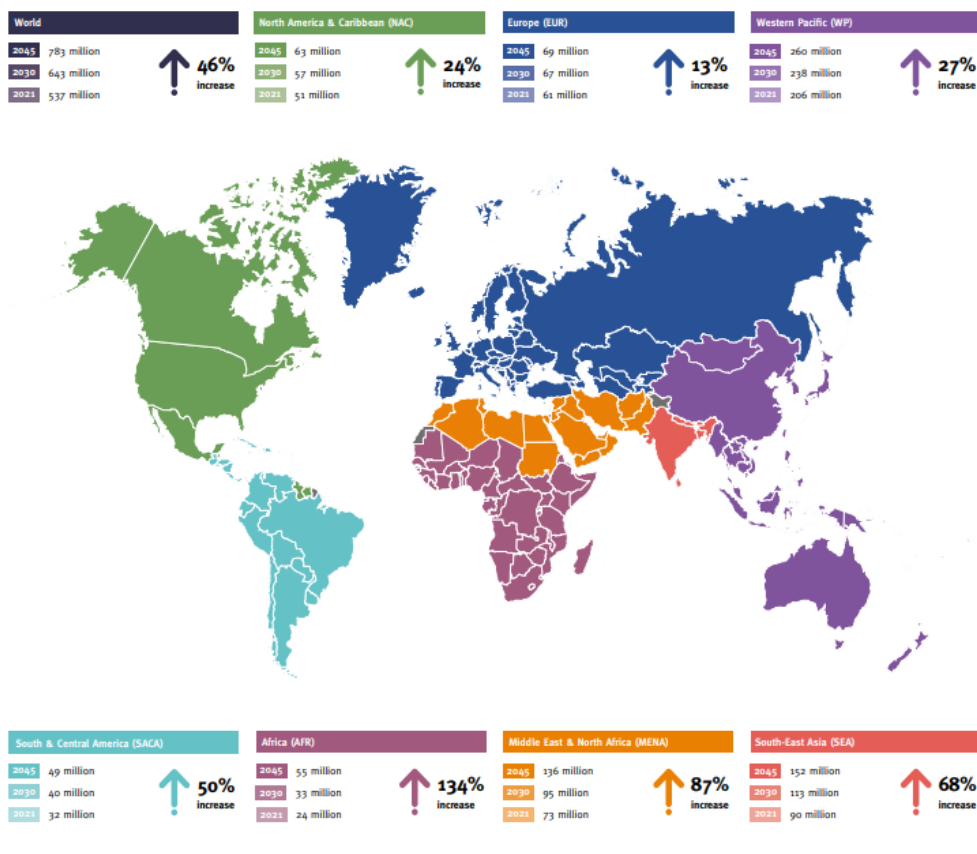 World
2045 783 million
2030 643 million
2021 537 million
46%
increase
North America & Caribbean (NAC)
2045 63 million
2030 57 million
2021 51 million
24%
increase
Europe (EUR)
2045 69 million
2030 67 million
2021 61 million
13%
increase
Western Pacific (WP)
2045 260 million
2030 238 million
2021 206 million
27%
increase
South & Central America (SACA)
2045 49 million
2030 40 million
2021 32 million
50%
increase
Africa (AFR)
2045 55 million
2030 33 million
2021 24 million
134%
increase
Middle East & North Africa (MENA)
2045 136 million
2030 95 million
2021 73 million
87%
increase
South-East Asia (SEA)
2045 152 million
2030 113 million
2021 90 million
68%
increase